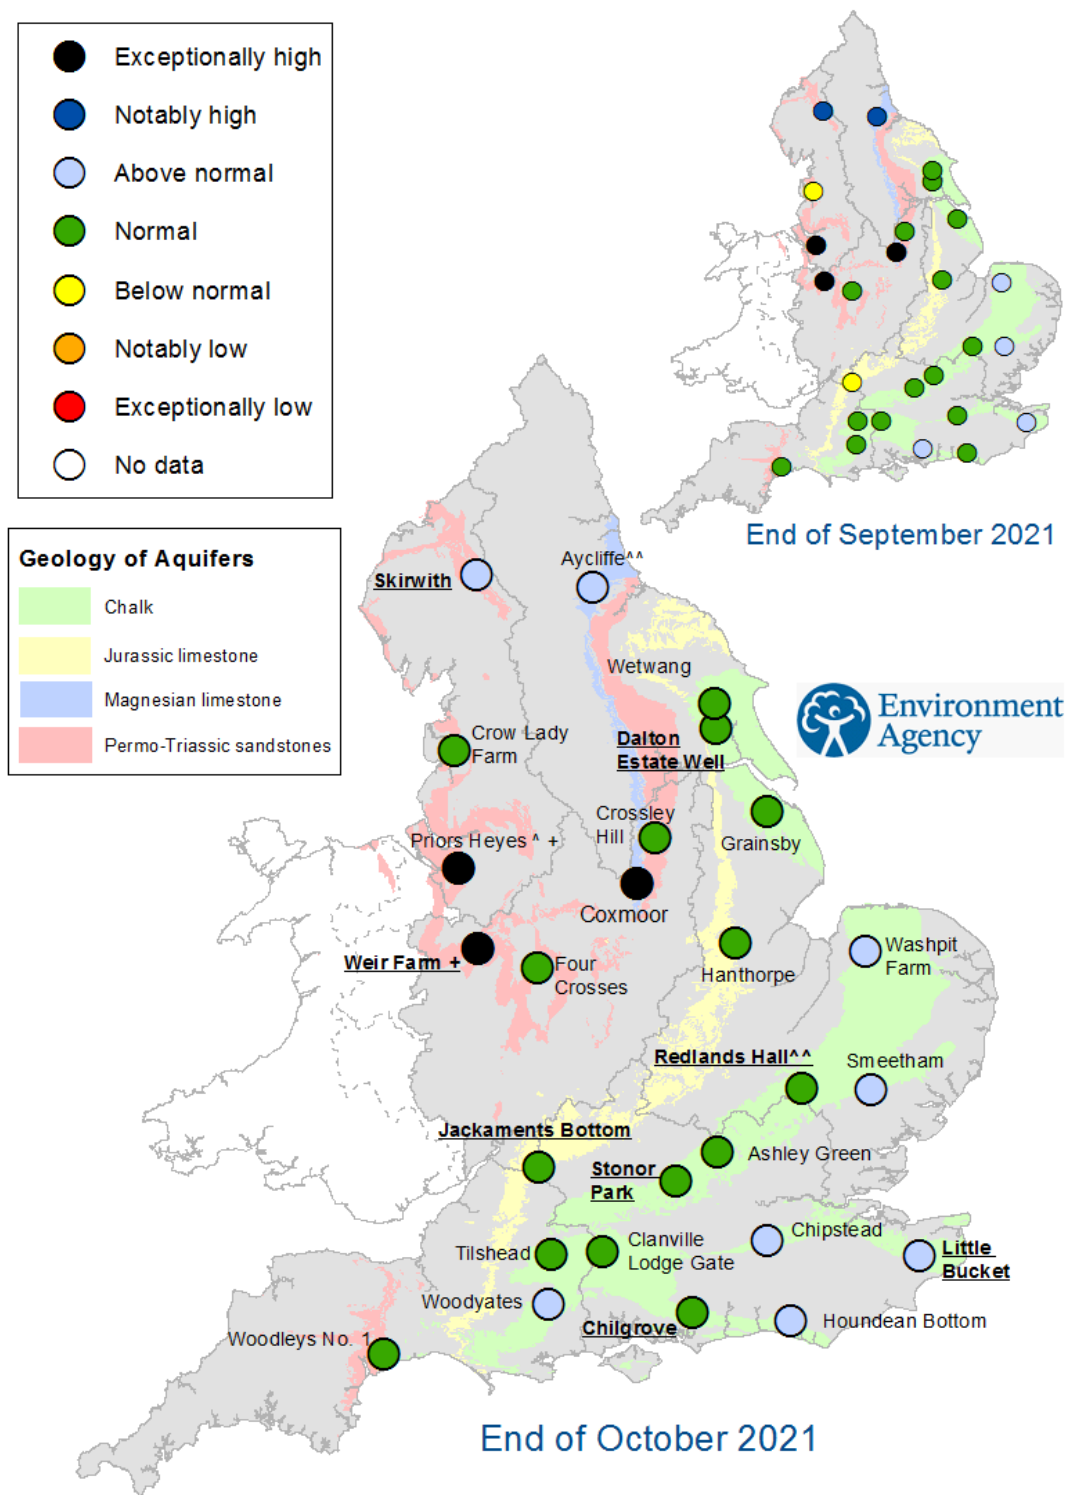 Exceptionally high
Notably high
Above normal
Normal
Below normal
Notably low
Exceptionally low
No data
End of September 2021
Geology of Aquifers
Chalk
Jurassic limestone
Magnesian limestone
Permo-Triassic sandstones
Environment
Agency
Skirwith
Aycliffe^^
Wetwang
Crow Lady
Farm
Dalton
Estate Well
Crossley
Hill
Grainsby
Priors Heyes ^ +
Coxmoor
Weir Farm +
Four
Crosses
Hanthorpe
Washpit
Farm
Redlands Hall^^
Smeetham
Jackaments Bottom
Ashley Green
Stonor
Park
Tilshead
Clanville
Lodge Gate
Chipstead
Little
Bucket
Woodyates
Chilgrove
Houndean Bottom
Woodleys No. 1
End of October 2021